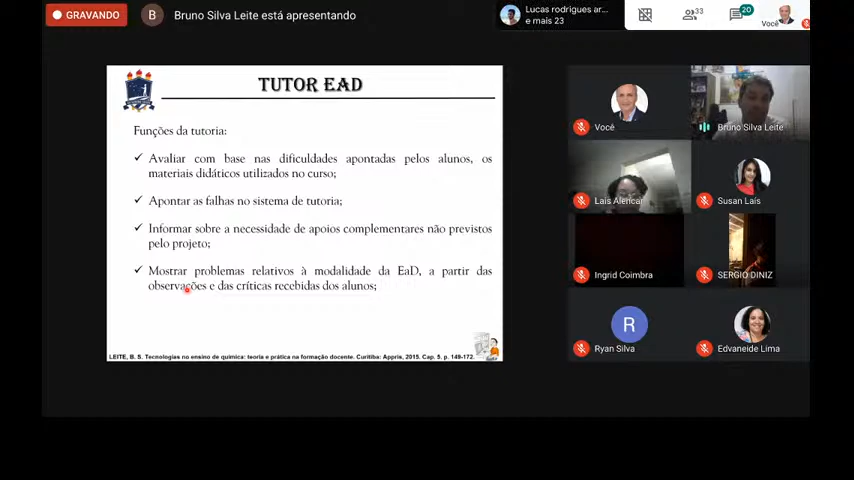 GRAVANDO
B
Bruno Silva Leite está apresentando
Lucas rodrigues ar...
e mais 23
33
20
Você
TUTOR EAD
Funções da tutoria:
✓ Avaliar com base nas dificuldades apontadas pelos alunos, os
materiais didáticos utilizados no curso;
✓ Apontar as falhas no sistema de tutoria;
✓ Informar sobre a necessidade de apoios complementares não previstos
pelo projeto;
✓ Mostrar problemas relativos à modalidade da EaD, a partir das
observações e das críticas recebidas dos alunos;
LEITE, B. S. Tecnologias no ensino de química: teoria e prática na formação docente. Curitiba: Appris, 2015. Cap. 5. p. 149-172.
Você
Bruno Silva Leite
Lais Alencar
Susan Laís
Ingrid Coimbra
SERGIO DINIZ
R
Ryan Silva
Edvaneide Lima